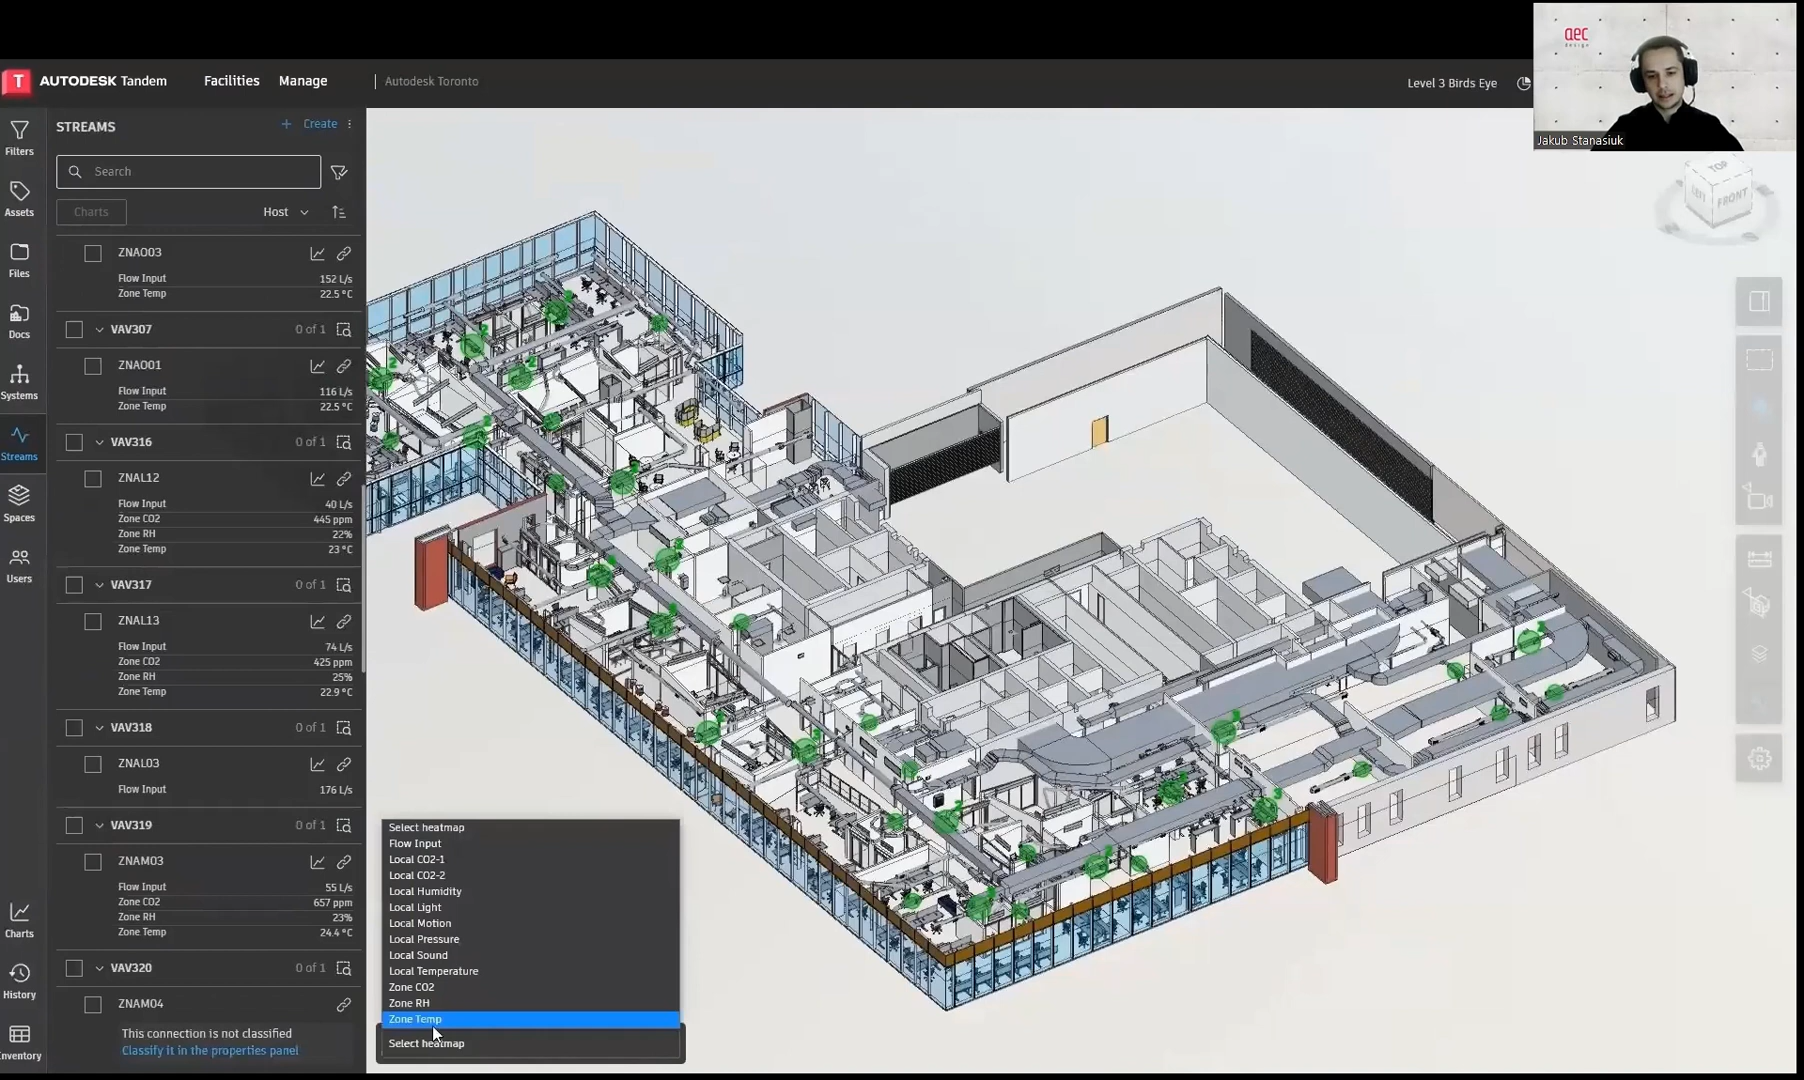 aec
design
Jakub Stanasiuk
T AUTODESK Tandem
Facilities
Manage
Autodesk Toronto
Level 3 Birds Eye
TOP
LEFT
FRONT
Filters
Assets
Files
Docs
Systems
Streams
Spaces
Users
Charts
History
Inventory
STREAMS
+ Create
Search
Charts
Host
ZNAO03
Flow Input 152 L/s
Zone Temp 22.5 °C
VAV307 0 of 1
ZNAO01
Flow Input 116 L/s
Zone Temp 22.5 °C
VAV316 0 of 1
ZNAL12
Flow Input 40 L/s
Zone CO2 445 ppm
Zone RH 22%
Zone Temp 23 °C
VAV317 0 of 1
ZNAL13
Flow Input 74 L/s
Zone CO2 425 ppm
Zone RH 25%
Zone Temp 22.9 °C
VAV318 0 of 1
ZNAL03
Flow Input 176 L/s
VAV319 0 of 1
ZNAM03
Flow Input 55 L/s
Zone CO2 657 ppm
Zone RH 23%
Zone Temp 24.4 °C
VAV320 0 of 1
ZNAM04
This connection is not classified
Classify it in the properties panel
Select heatmap
Flow Input
Local CO2-1
Local CO2-2
Local Humidity
Local Light
Local Motion
Local Pressure
Local Sound
Local Temperature
Zone CO2
Zone RH
Zone Temp
Select heatmap